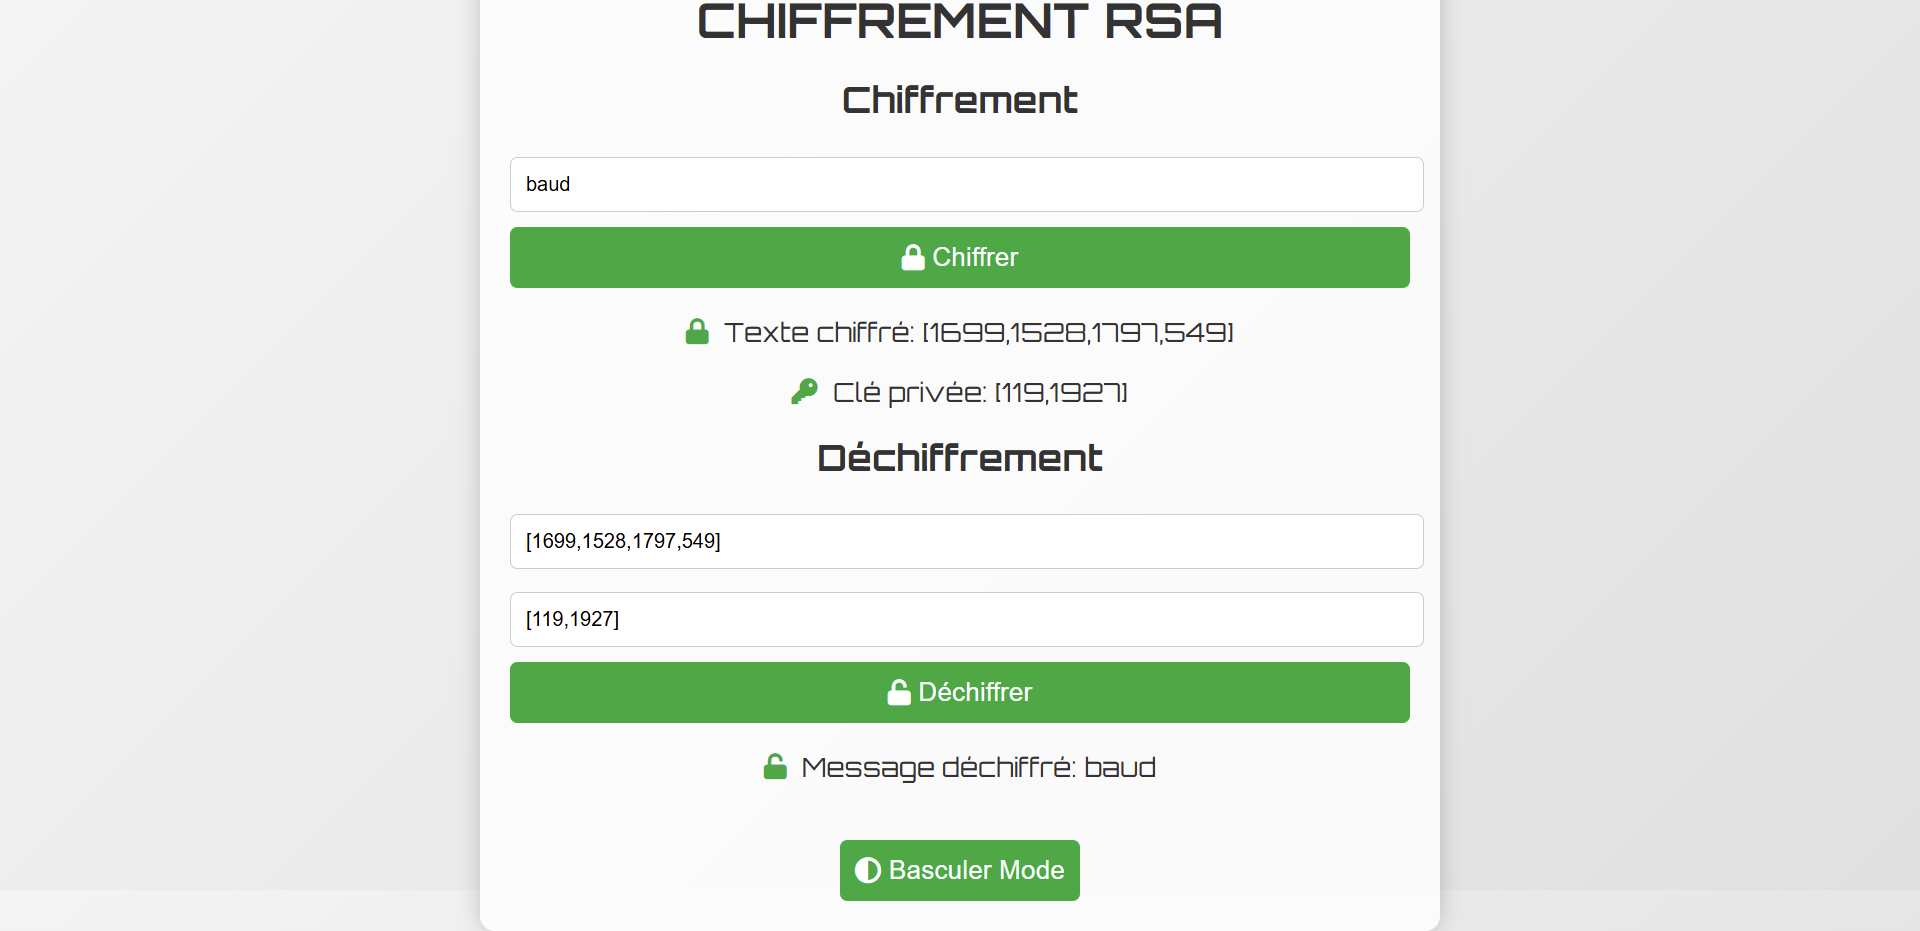 CHIFFREMENT RSA
Chiffrement
baud
Chiffrer
Texte chiffré: [1699,1528,1797,549]
Clé privée: [119,1927]
Déchiffrement
[1699,1528,1797,549]
[119,1927]
Déchiffrer
Message déchiffré: baud
Basculer Mode